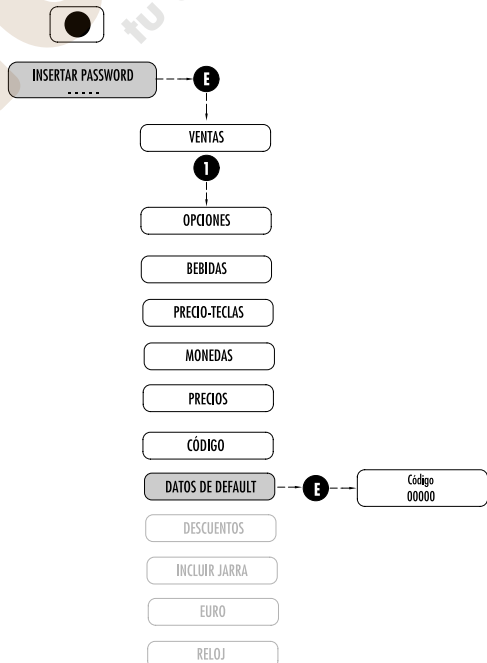 tu
INSERTAR PASSWORD
-----
E
VENTAS
1
OPCIONES
BEBIDAS
PRECIO-TECLAS
MONEDAS
PRECIOS
CÓDIGO
DATOS DE DEFAULT
E
Código
00000
DESCUENTOS
INCLUIR JARRA
EURO
RELOJ